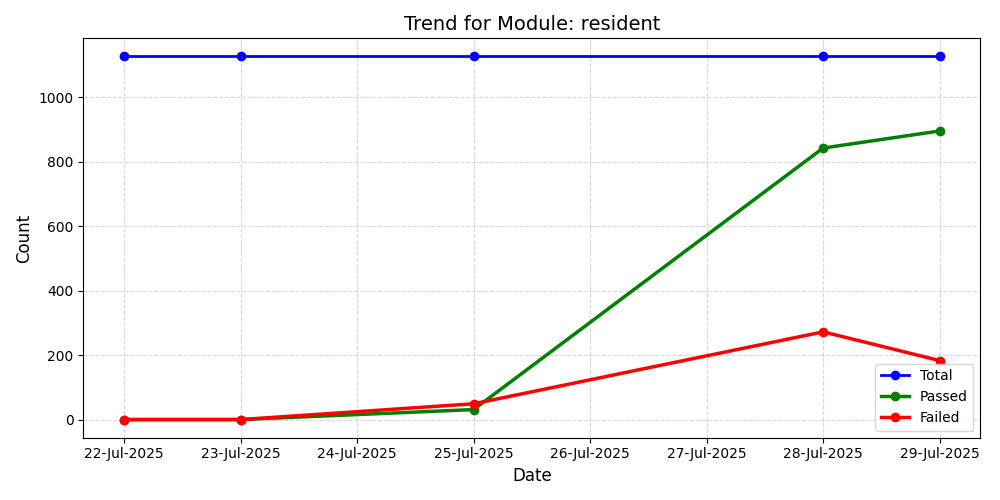 Trend for Module: resident
1000
800
600
400
200
0
Count
22-Jul-2025 23-Jul-2025 24-Jul-2025 25-Jul-2025 26-Jul-2025 27-Jul-2025 28-Jul-2025 29-Jul-2025
Date
Total
Passed
Failed